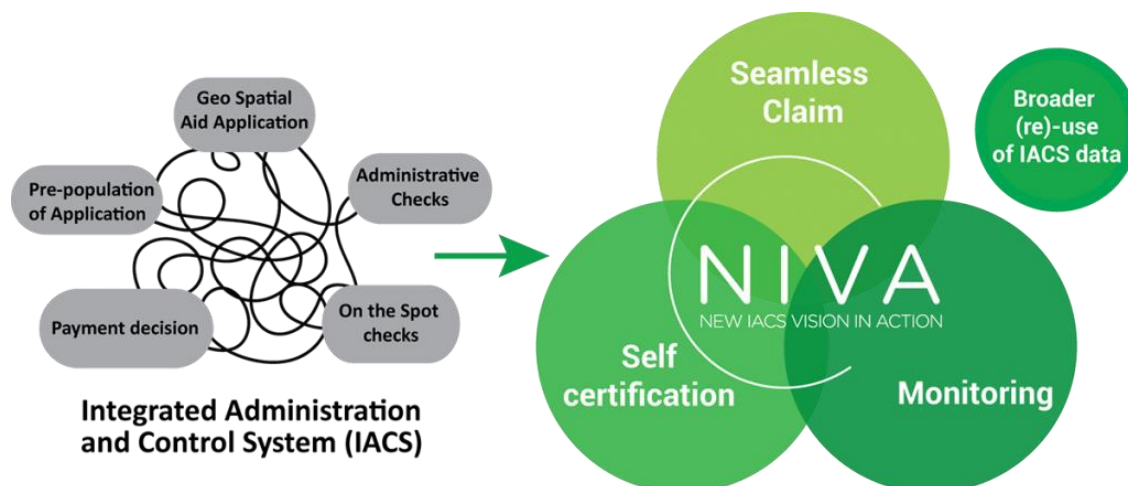 Geo Spatial
Aid Application
Pre-population
of Application
Administrative
Checks
Payment decision
On the Spot
checks
Integrated Administration
and Control System (IACS)
Seamless
Claim
Broader
(re)-use
of IACS data
NIVA
NEW IACS VISION IN ACTION
Self
certification
Monitoring